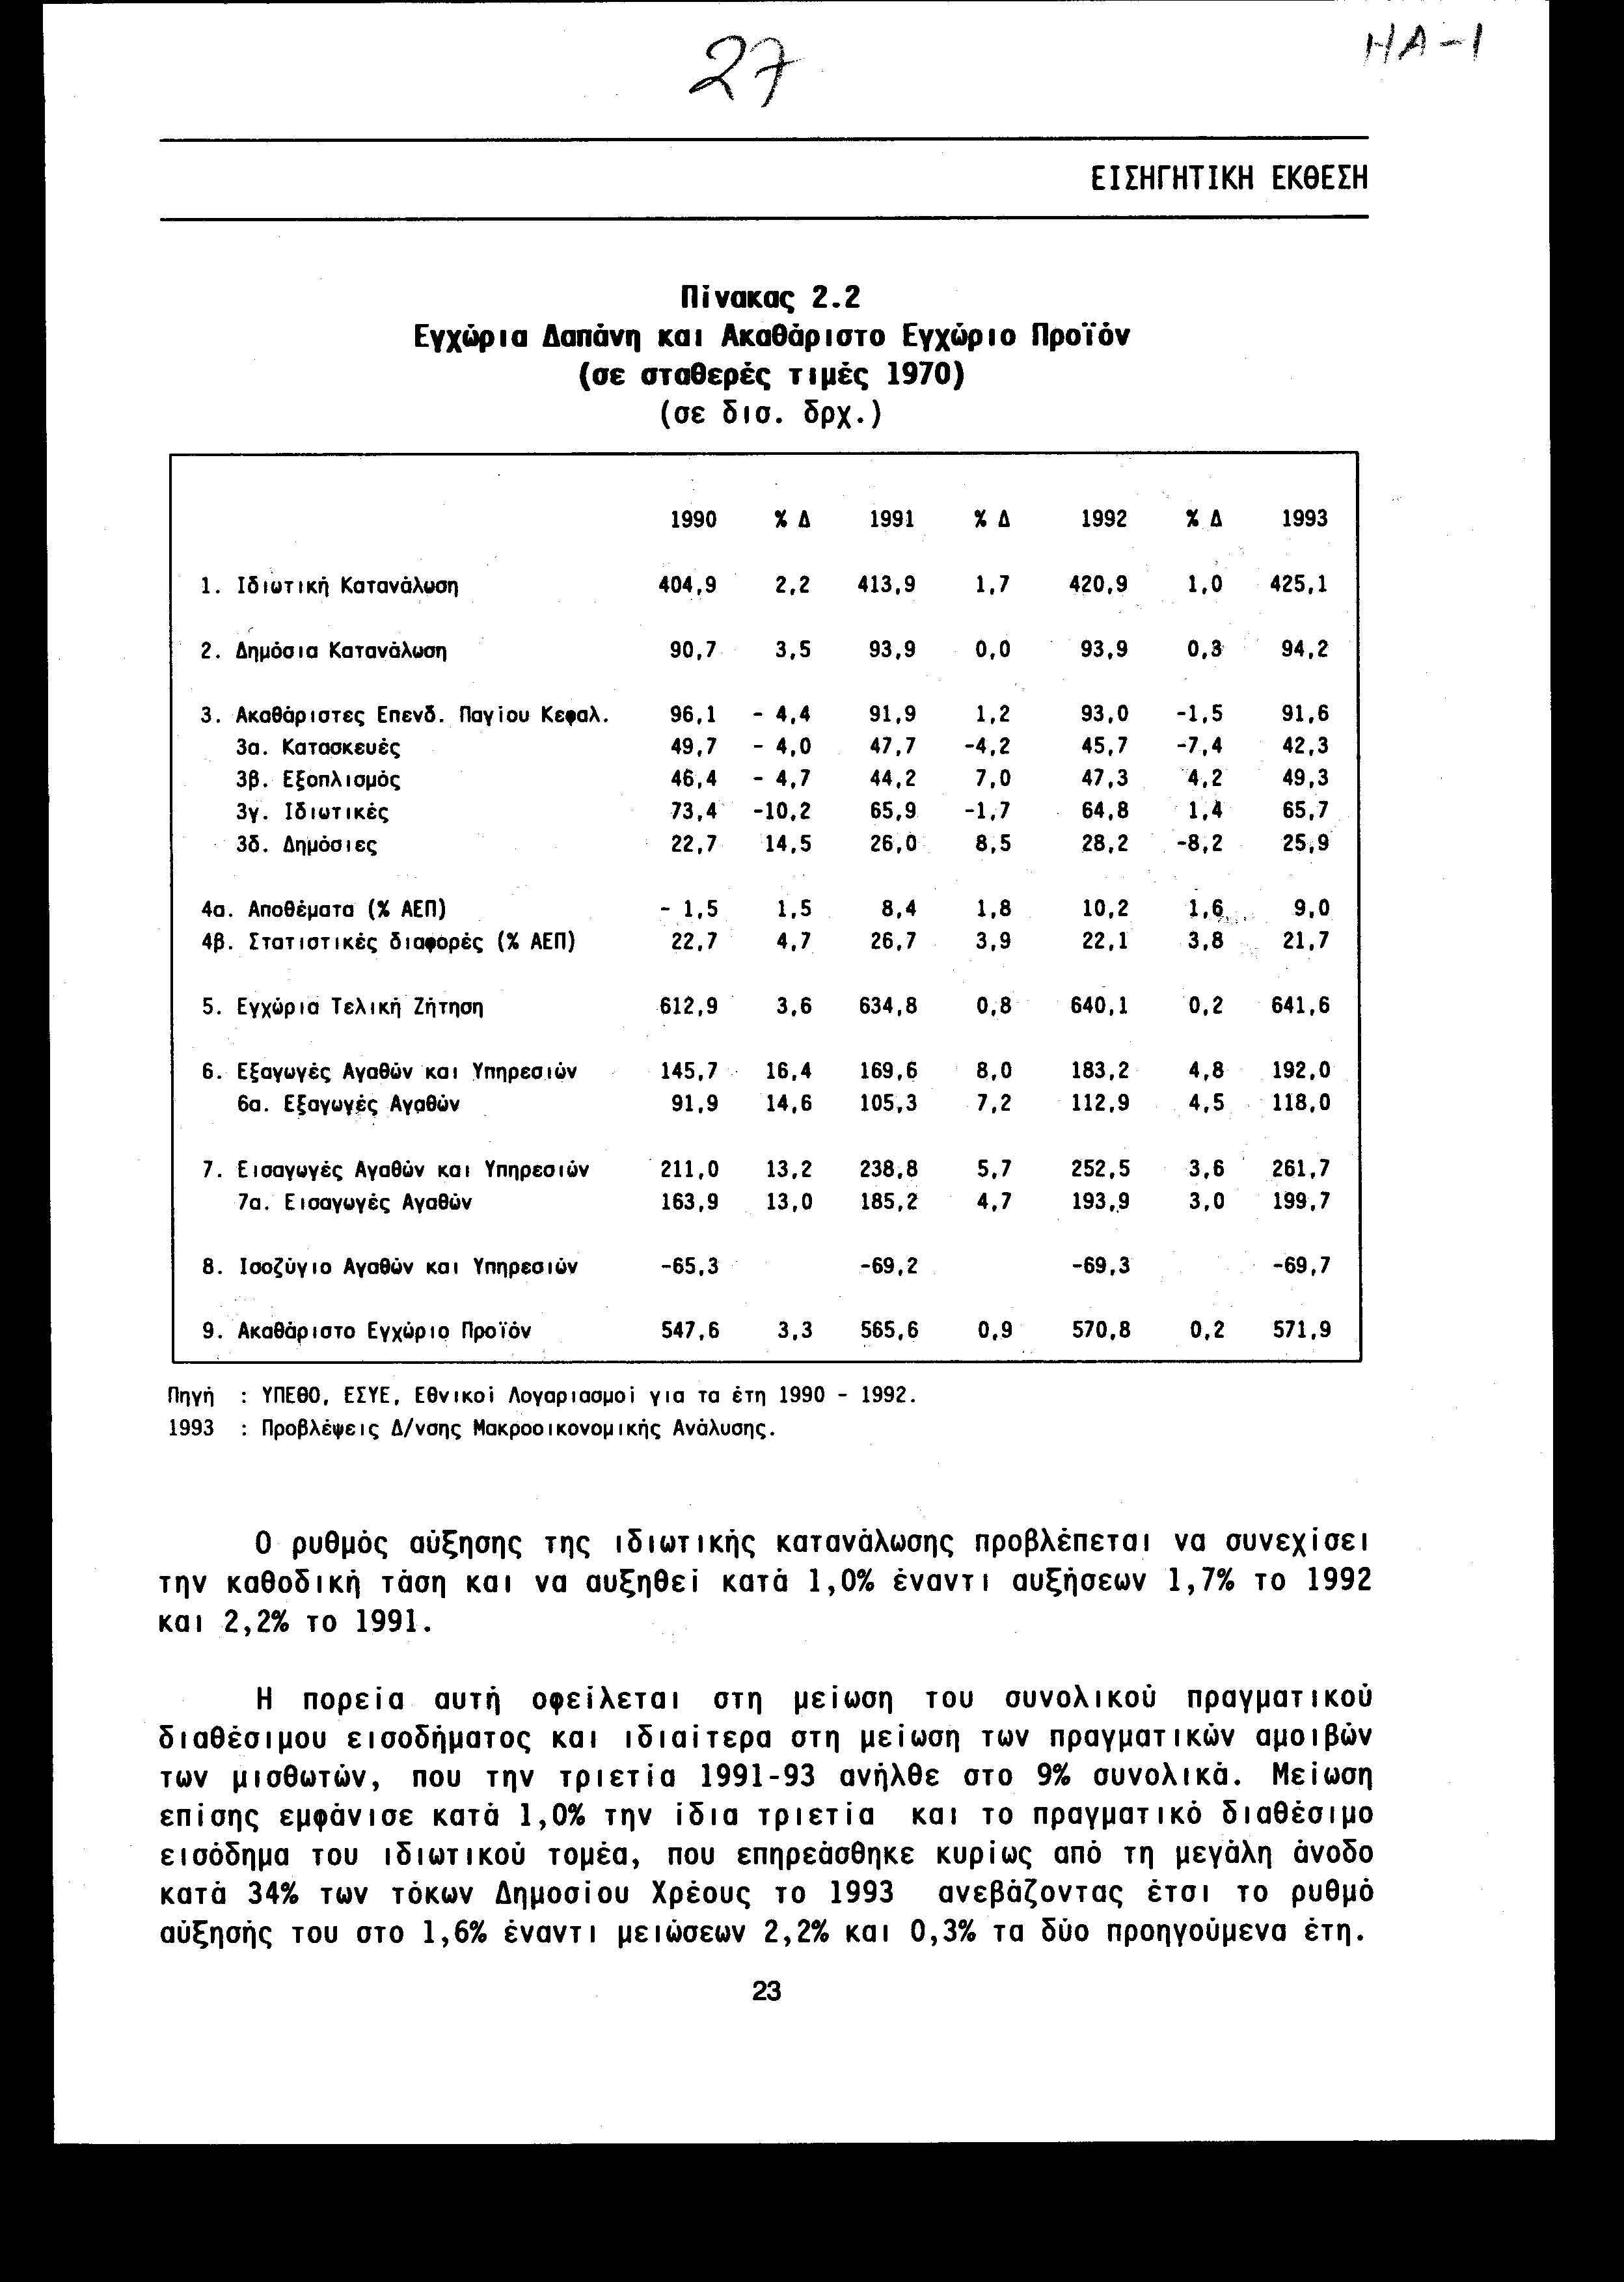 27
HA-1
ΕΙΣΗΓΗΤΙΚΗ ΕΚΘΕΣΗ
Πίνακας 2.2
Εγχώρια Δαπάνη και Ακαθάριστο Εγχώριο Προϊόν
(σε σταθερές τιμές 1970)
(σε δισ. δρχ.)
1990 % Δ 1991 % Δ 1992 % Δ 1993
1. Ιδιωτική Κατανάλωση 404,9 2,2 413,9 1,7 420,9 1,0 425,1
2. Δημόσια Κατανάλωση 90,7 3,5 93,9 0,0 93,9 0,3 94,2
3. Ακαθάριστες Επενδ. Παγίου Κεφαλ. 96,1 - 4,4 91,9 1,2 93,0 -1,5 91,6
3α. Κατασκευές 49,7 - 4,0 47,7 -4,2 45,7 -7,4 42,3
3β. Εξοπλισμός 46,4 - 4,7 44,2 7,0 47,3 4,2 49,3
3γ. Ιδιωτικές 73,4 -10,2 65,9 -1,7 64,8 1,4 65,7
3δ. Δημόσιες 22,7 14,5 26,0 8,5 28,2 -8,2 25,9
4α. Αποθέματα (% ΑΕΠ) - 1,5 1,5 8,4 1,8 10,2 1,6 9,0
4β. Στατιστικές διαφορές (% ΑΕΠ) 22,7 4,7 26,7 3,9 22,1 3,8 21,7
5. Εγχώρια Τελική Ζήτηση 612,9 3,6 634,8 0,8 640,1 0,2 641,6
6. Εξαγωγές Αγαθών και Υπηρεσιών 145,7 16,4 169,6 8,0 183,2 4,8 192,0
6α. Εξαγωγές Αγαθών 91,9 14,6 105,3 7,2 112,9 4,5 118,0
7. Εισαγωγές Αγαθών και Υπηρεσιών 211,0 13,2 238,8 5,7 252,5 3,6 261,7
7α. Εισαγωγές Αγαθών 163,9 13,0 185,2 4,7 193,9 3,0 199,7
8. Ισοζύγιο Αγαθών και Υπηρεσιών -65,3 -69,2 -69,3 -69,7
9. Ακαθάριστο Εγχώριο Προϊόν 547,6 3,3 565,6 0,9 570,8 0,2 571,9
Πηγή : ΥΠΕΘΟ, ΕΣΥΕ, Εθνικοί Λογαριασμοί για τα έτη 1990 - 1992.
1993 : Προβλέψεις Δ/νσης Μακροοικονομικής Ανάλυσης.
Ο ρυθμός αύξησης της ιδιωτικής κατανάλωσης προβλέπεται να συνεχίσει
την καθοδική τάση και να αυξηθεί κατά 1,0% έναντι αυξήσεων 1,7% το 1992
και 2,2% το 1991.
Η πορεία αυτή οφείλεται στη μείωση του συνολικού πραγματικού
διαθέσιμου εισοδήματος και ιδιαίτερα στη μείωση των πραγματικών αμοιβών
των μισθωτών, που την τριετία 1991-93 ανήλθε στο 9% συνολικά. Μείωση
επίσης εμφάνισε κατά 1,0% την ίδια τριετία και το πραγματικό διαθέσιμο
εισόδημα του ιδιωτικού τομέα, που επηρεάσθηκε κυρίως από τη μεγάλη άνοδο
κατά 34% των τόκων Δημοσίου Χρέους το 1993 ανεβάζοντας έτσι το ρυθμό
αύξησής του στο 1,6% έναντι μειώσεων 2,2% και 0,3% τα δύο προηγούμενα έτη.
23